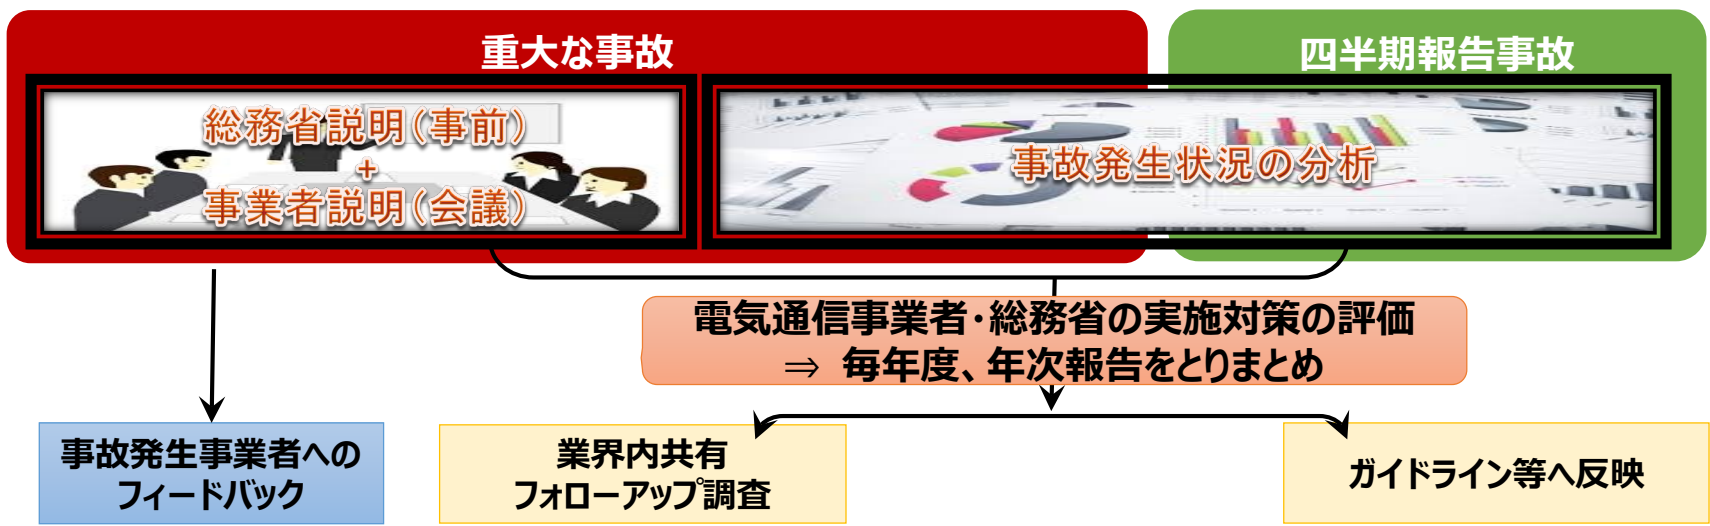 重大な事故
四半期報告事故
総務省説明(事前)
+
事業者説明(会議)
事故発生状況の分析
電気通信事業者・総務省の実施対策の評価
⇒ 毎年度、年次報告をとりまとめ
事故発生事業者への
フィードバック
業界内共有
フォローアップ調査
ガイドライン等へ反映